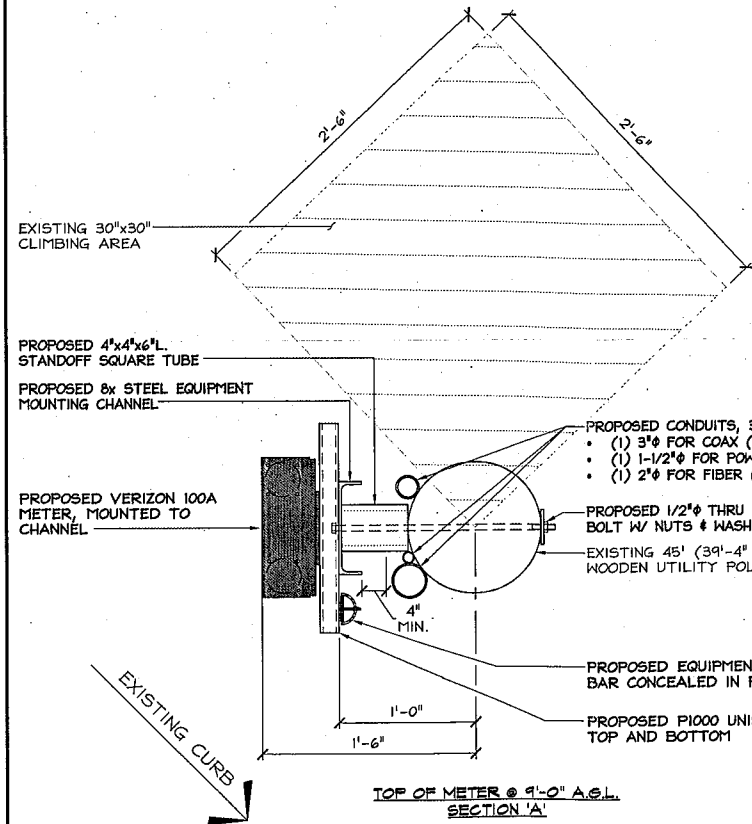 2'-6"
2'-6"
EXISTING 30"x30"
CLIMBING AREA
PROPOSED 4"x4"x6"L.
STANDOFF SQUARE TUBE
PROPOSED 8x STEEL EQUIPMENT
MOUNTING CHANNEL
PROPOSED VERIZON 100A
METER, MOUNTED TO
CHANNEL
PROPOSED CONDUITS, 3
• (1) 3"ϕ FOR COAX (
• (1) 1-1/2"ϕ FOR POW
• (1) 2"ϕ FOR FIBER
PROPOSED 1/2"ϕ THRU
BOLT W/ NUTS & WASH
EXISTING 45' (39'-4"
WOODEN UTILITY POL
4"
MIN.
PROPOSED EQUIPMEN
BAR CONCEALED IN
PROPOSED P1000 UNI
TOP AND BOTTOM
1'-0"
1'-6"
EXISTING CURB
TOP OF METER @ 9'-0" A.G.L.
SECTION 'A'